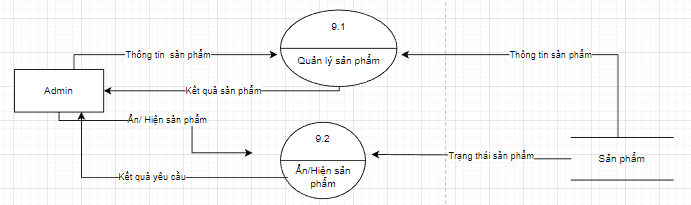 9.1
Thông tin sản phẩm
Quản lý sản phẩm
Thông tin sản phẩm
Admin
Kết quả sản phẩm
Ẩn/ Hiện sản phẩm
9.2
Trạng thái sản phẩm
Sản phẩm
Kết quả yêu cầu
Ẩn/Hiện sản
phẩm